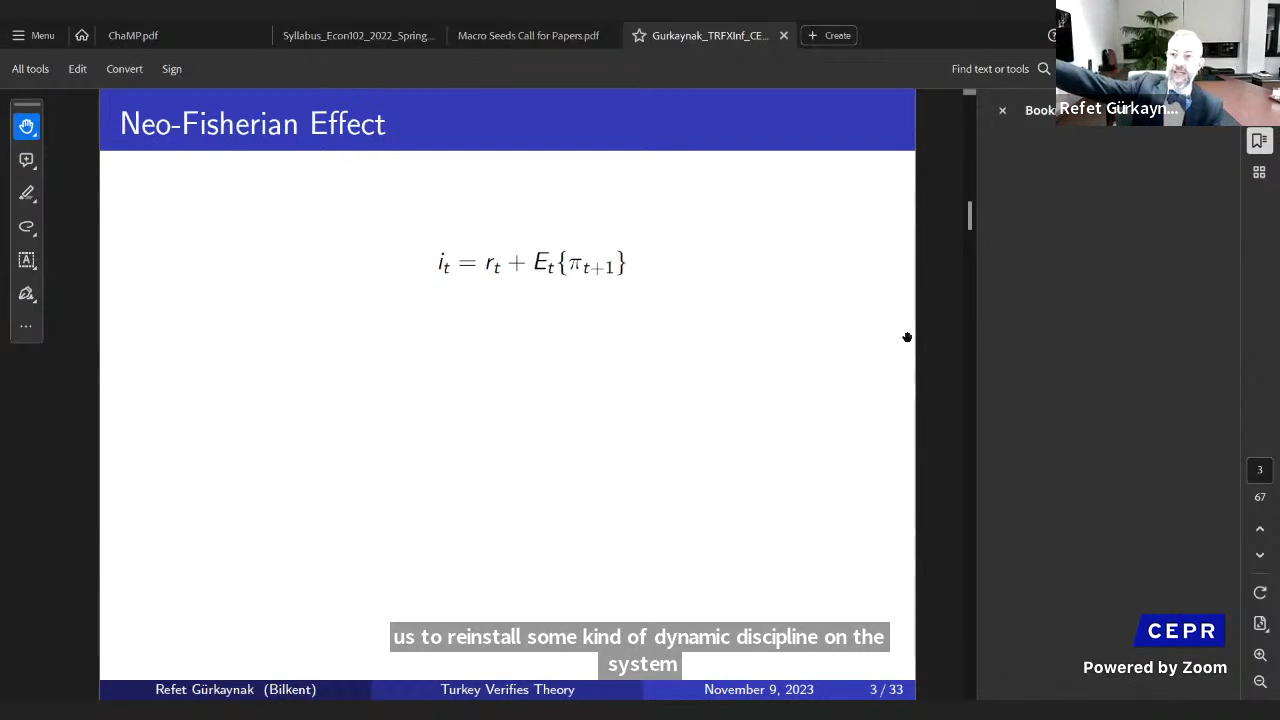 Menu
ChaMP.pdf
Syllabus_Econ102_2022_Spring...
Macro Seeds Call for Papers.pdf
Gurkaynak_TRFXInf_CE...
Create
All tools
Edit
Convert
Sign
Find text or tools
Refet Gürkayn...
Book
Neo-Fisherian Effect
i_t = r_t + E_t{π_{t+1}}
us to reinstall some kind of dynamic discipline on the
system
3
67
CEPR
Powered by Zoom
Refet Gürkaynak (Bilkent)
Turkey Verifies Theory
November 9, 2023
3 / 33